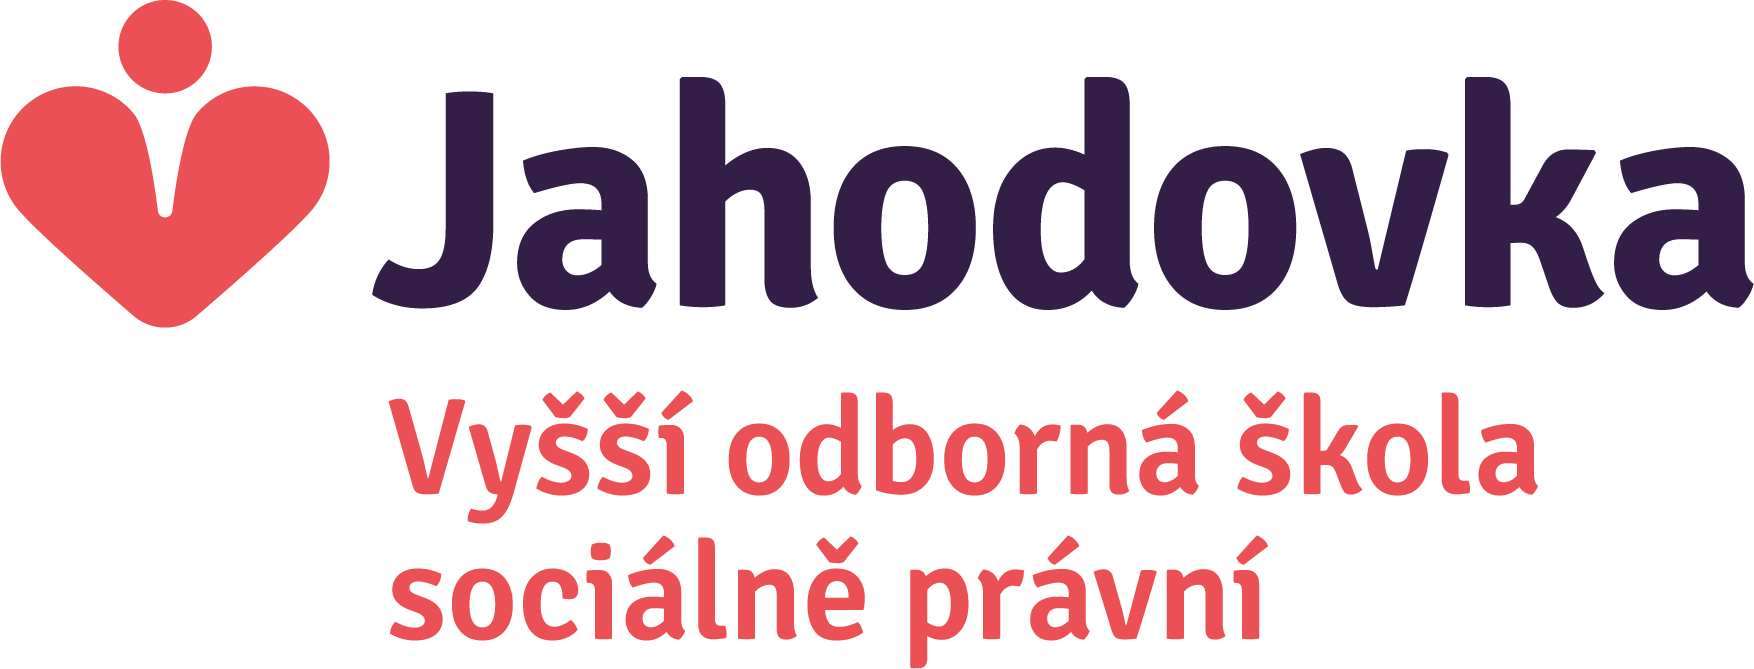 Jahodovka
Vyšší odborná škola
sociálně právní